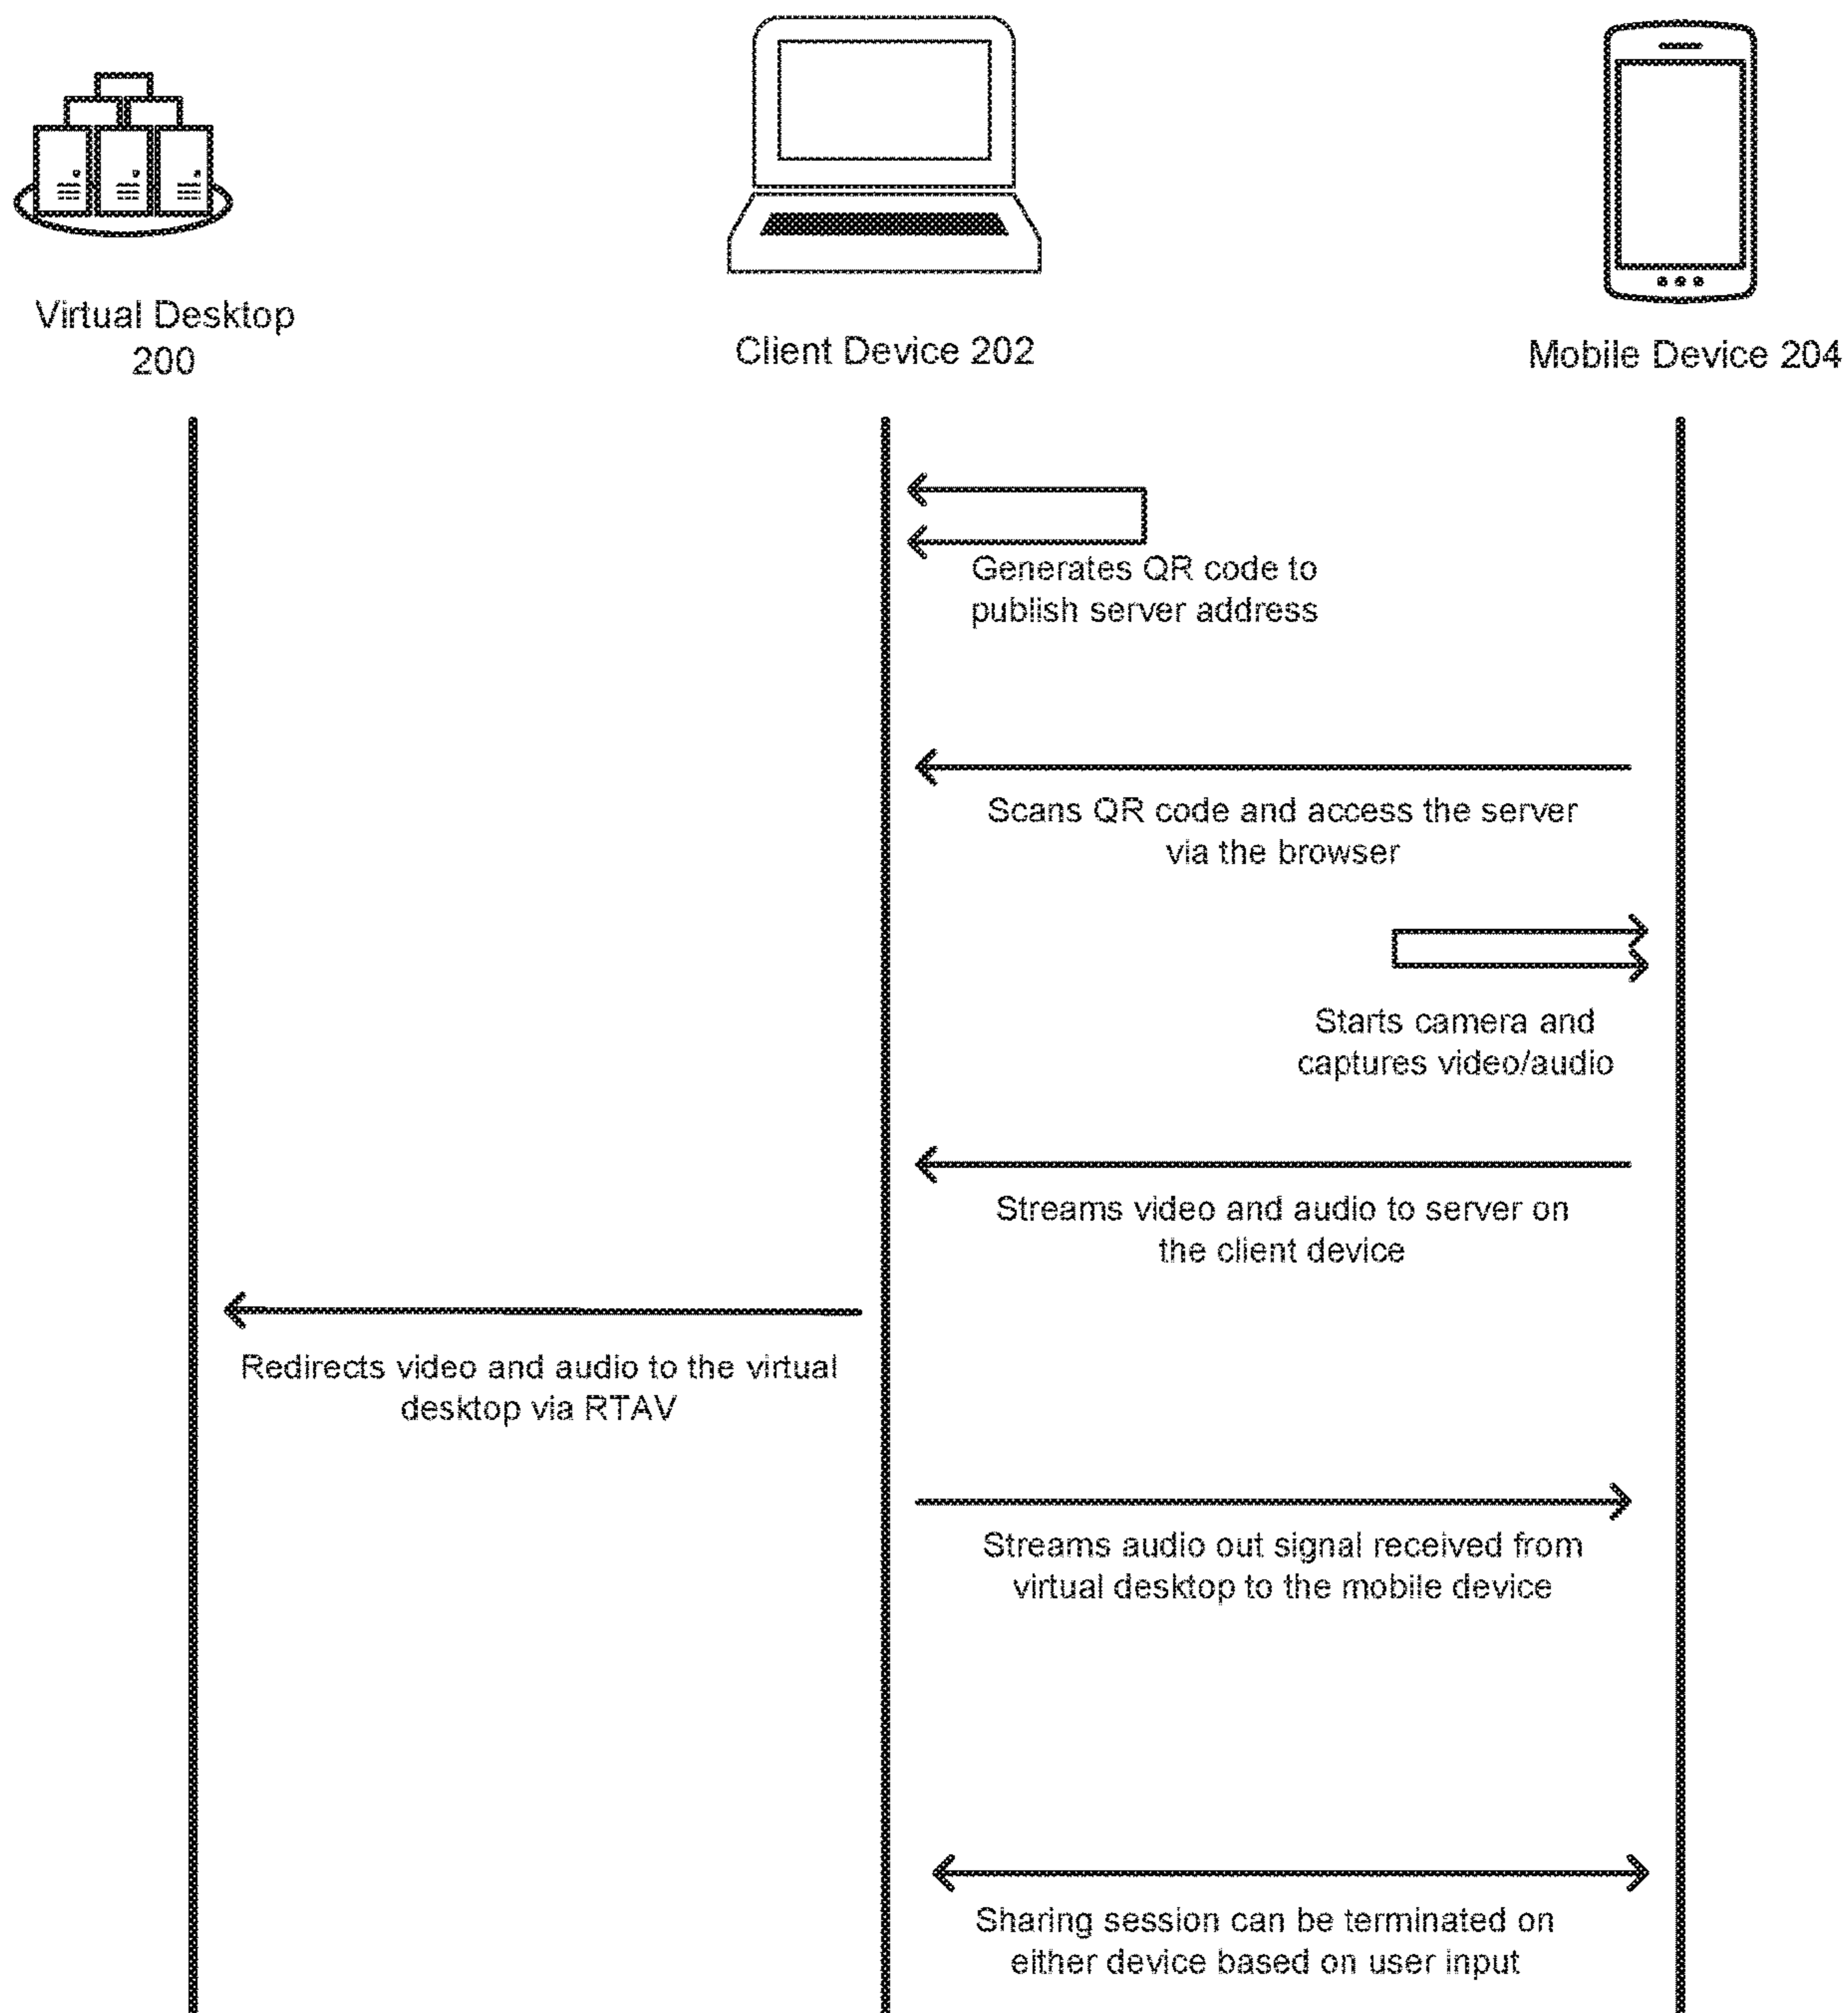 Virtual Desktop
200
Client Device 202
Mobile Device 204
Generates QR code to
publish server address
Scans QR code and access the server
via the browser
Starts camera and
captures video/audio
Streams video and audio to server on
the client device
Redirects video and audio to the virtual
desktop via RTAV
Streams audio out signal received from
virtual desktop to the mobile device
Sharing session can be terminated on
either device based on user input